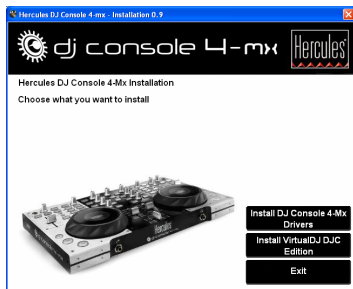 Hercules DJ Console 4-mx - Installation 0.9
dj console 4-mx Hercules
Hercules DJ Console 4-Mx Installation
Choose what you want to install
Hercules
Install DJ Console 4-Mx
Drivers
Install VirtualDJ DJC
Edition
Exit